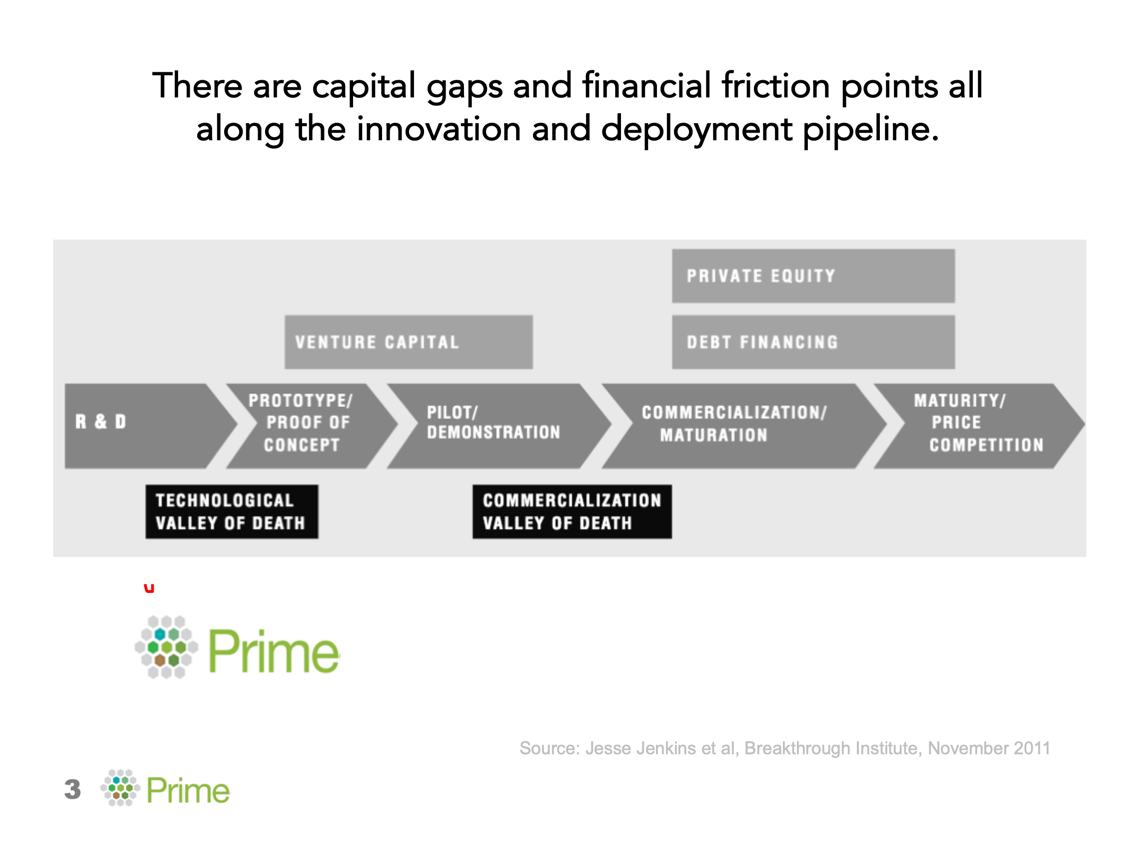 There are capital gaps and financial friction points all
along the innovation and deployment pipeline.
PRIVATE EQUITY
VENTURE CAPITAL
DEBT FINANCING
R & D
PROTOTYPE/
PROOF OF
CONCEPT
PILOT/
DEMONSTRATION
COMMERCIALIZATION/
MATURATION
MATURITY/
PRICE
COMPETITION
TECHNOLOGICAL
VALLEY OF DEATH
COMMERCIALIZATION
VALLEY OF DEATH
Prime
Source: Jesse Jenkins et al, Breakthrough Institute, November 2011
3 Prime